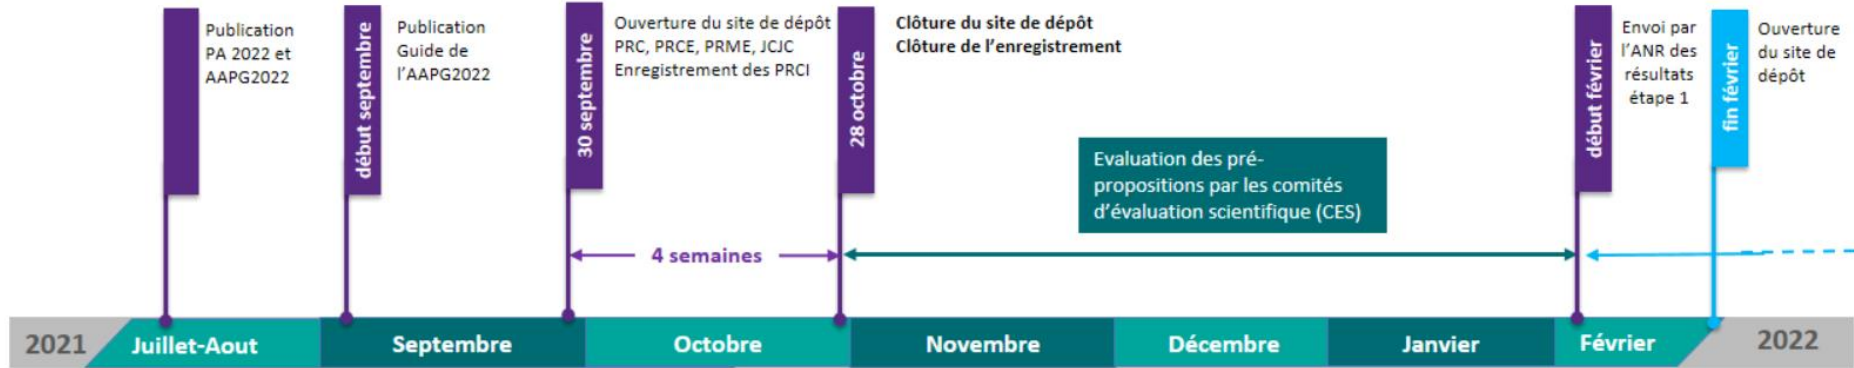 Publication
PA 2022 et
AAPG2022
début septembre
Publication
Guide de
l'AAPG2022
30 septembre
Ouverture du site de dépôt
PRC, PRCE, PRME, JCJC
Enregistrement des PRCI
28 octobre
Clôture du site de dépôt
Clôture de l'enregistrement
début février
Envoi par
l'ANR des
résultats
étape 1
fin février
Ouverture
du site de
dépôt
Evaluation des pré-
propositions par les comités
d'évaluation scientifique (CES)
4 semaines
2021
Juillet-Aout
Septembre
Octobre
Novembre
Décembre
Janvier
Février
2022